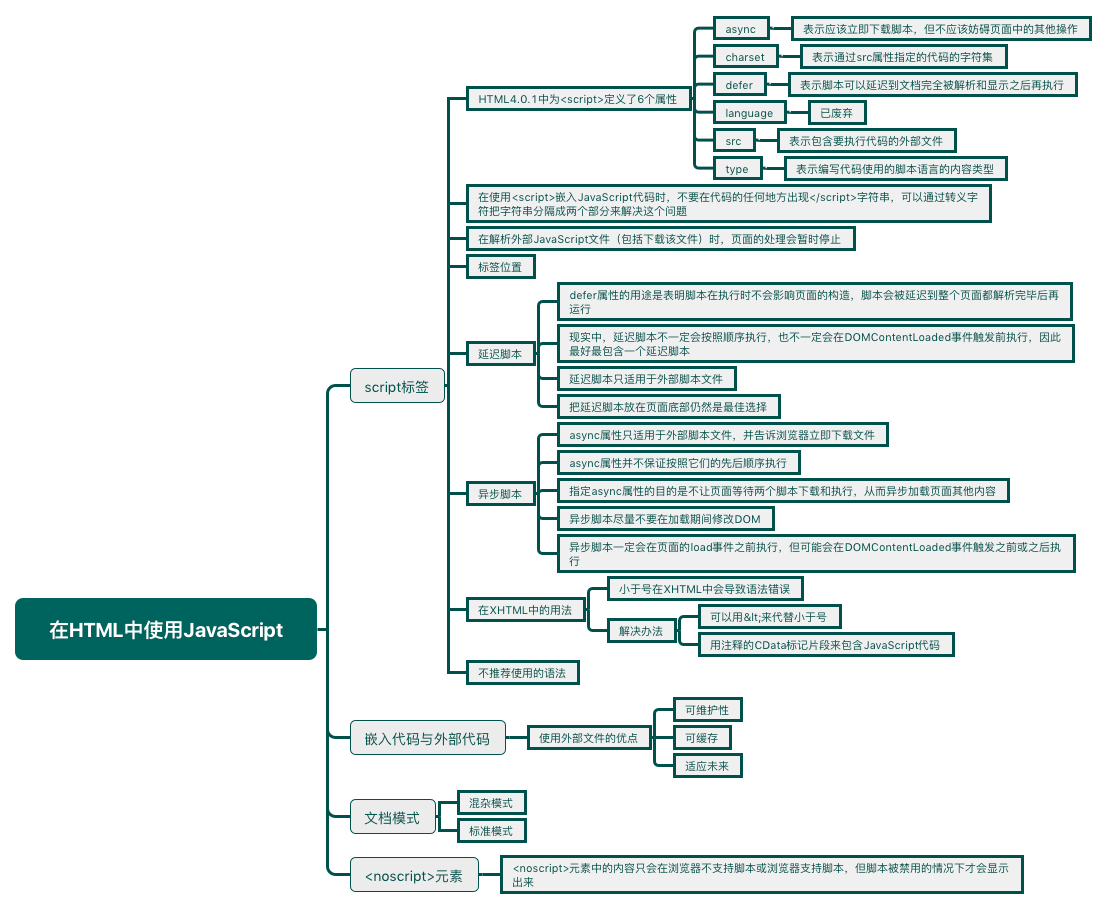 async
表示应该立即下载脚本，但不应该妨碍页面中的其他操作
charset
表示通过src属性指定的代码的字符集
defer
表示脚本可以延迟到文档完全被解析和显示之后再执行
HTML4.0.1中为<script>定义了6个属性
language
已废弃
src
表示包含要执行代码的外部文件
type
表示编写代码使用的脚本语言的内容类型
在使用<script>嵌入JavaScript代码时，不要在代码的任何地方出现</script>字符串，可以通过转义字
符把字符串分隔成两个部分来解决这个问题
在解析外部JavaScript文件（包括下载该文件）时，页面的处理会暂时停止
标签位置
defer属性的用途是表明脚本在执行时不会影响页面的构造，脚本会被延迟到整个页面都解析完毕后再
运行
现实中，延迟脚本不一定会按照顺序执行，也不一定会在DOMContentLoaded事件触发前执行，因此
最好最包含一个延迟脚本
延迟脚本
延迟脚本只适用于外部脚本文件
script标签
把延迟脚本放在页面底部仍然是最佳选择
async属性只适用于外部脚本文件，并告诉浏览器立即下载文件
async属性并不保证按照它们的先后顺序执行
异步脚本
指定async属性的目的是不让页面等待两个脚本下载和执行，从而异步加载页面其他内容
异步脚本尽量不要在加载期间修改DOM
异步脚本一定会在页面的load事件之前执行，但可能会在DOMContentLoaded事件触发之前或之后执
行
小于号在XHTML中会导致语法错误
在XHTML中的用法
可以用&lt;来代替小于号
解决办法
用注释的CData标记片段来包含JavaScript代码
在HTML中使用JavaScript
不推荐使用的语法
可维护性
嵌入代码与外部代码
使用外部文件的优点
可缓存
适应未来
混杂模式
文档模式
标准模式
<noscript>元素
<noscript>元素中的内容只会在浏览器不支持脚本或浏览器支持脚本，但脚本被禁用的情况下才会显示
出来